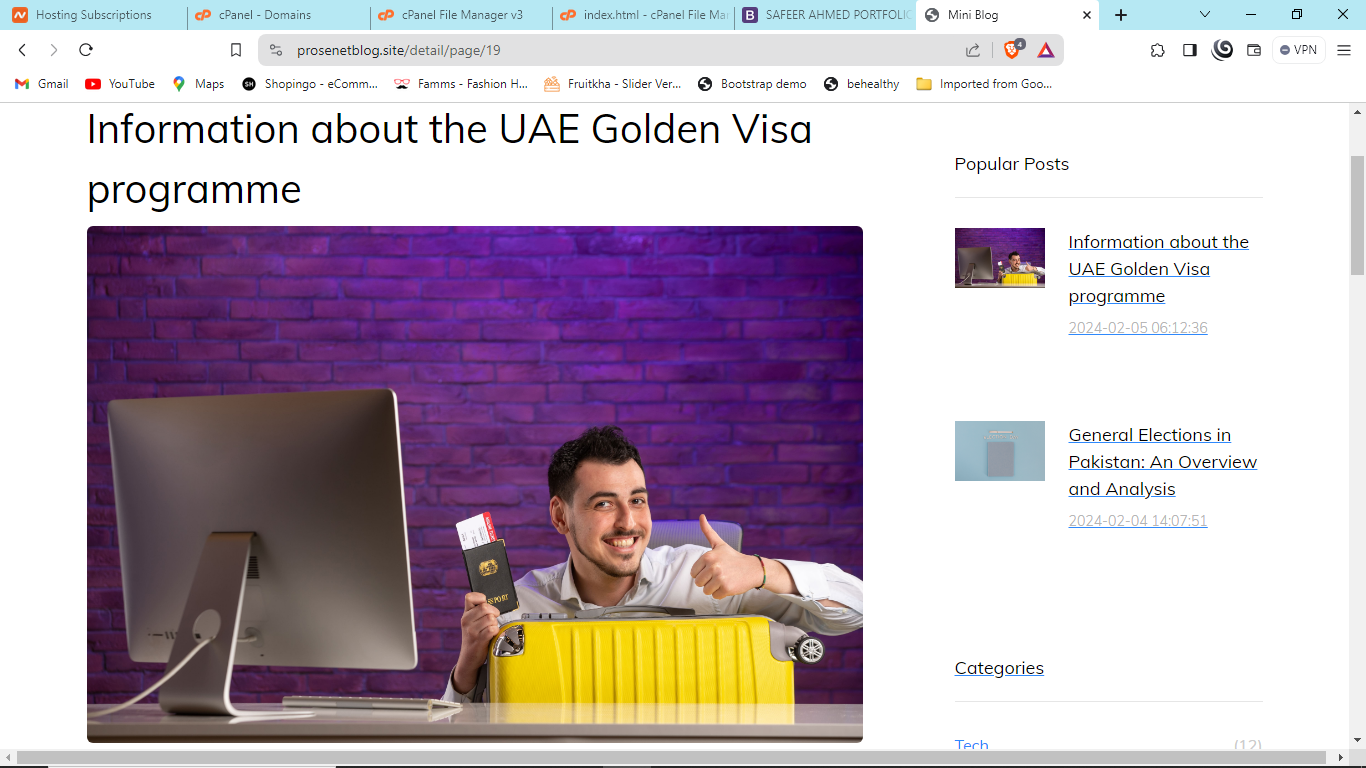 Hosting Subscriptions
cPanel - Domains
cPanel File Manager v3
index.html - cPanel File Ma
SAFEER AHMED PORTFOLIO
Mini Blog
prosenetblog.site/detail/page/19
4
VPN
Gmail
YouTube
Maps
SH
Shopingo - eComm...
Famms - Fashion H...
Fruitkha - Slider Ver...
Bootstrap demo
behealthy
Imported from Goo...
Information about the UAE Golden Visa
programme
Popular Posts
Information about the
UAE Golden Visa
programme
2024-02-05 06:12:36
General Elections in
Pakistan: An Overview
and Analysis
2024-02-04 14:07:51
Categories
Tech
(12)